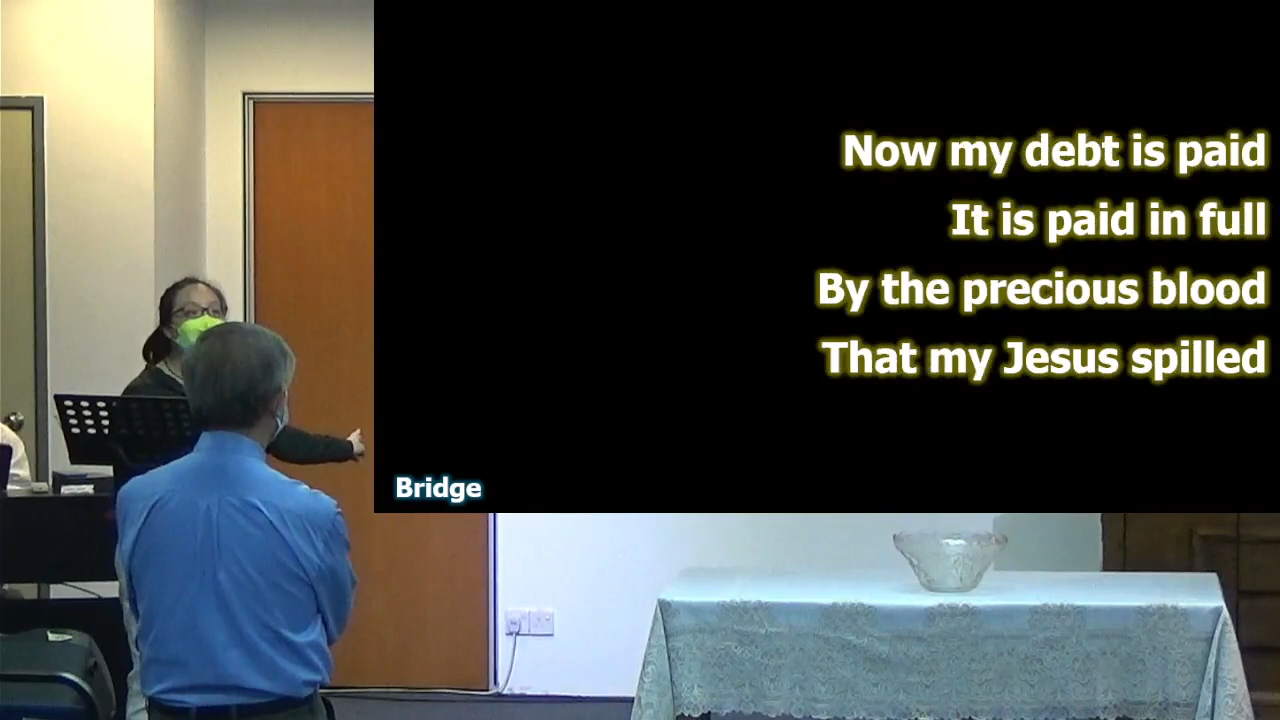 Now my debt is paid
It is paid in full
By the precious blood
That my Jesus spilled
Bridge